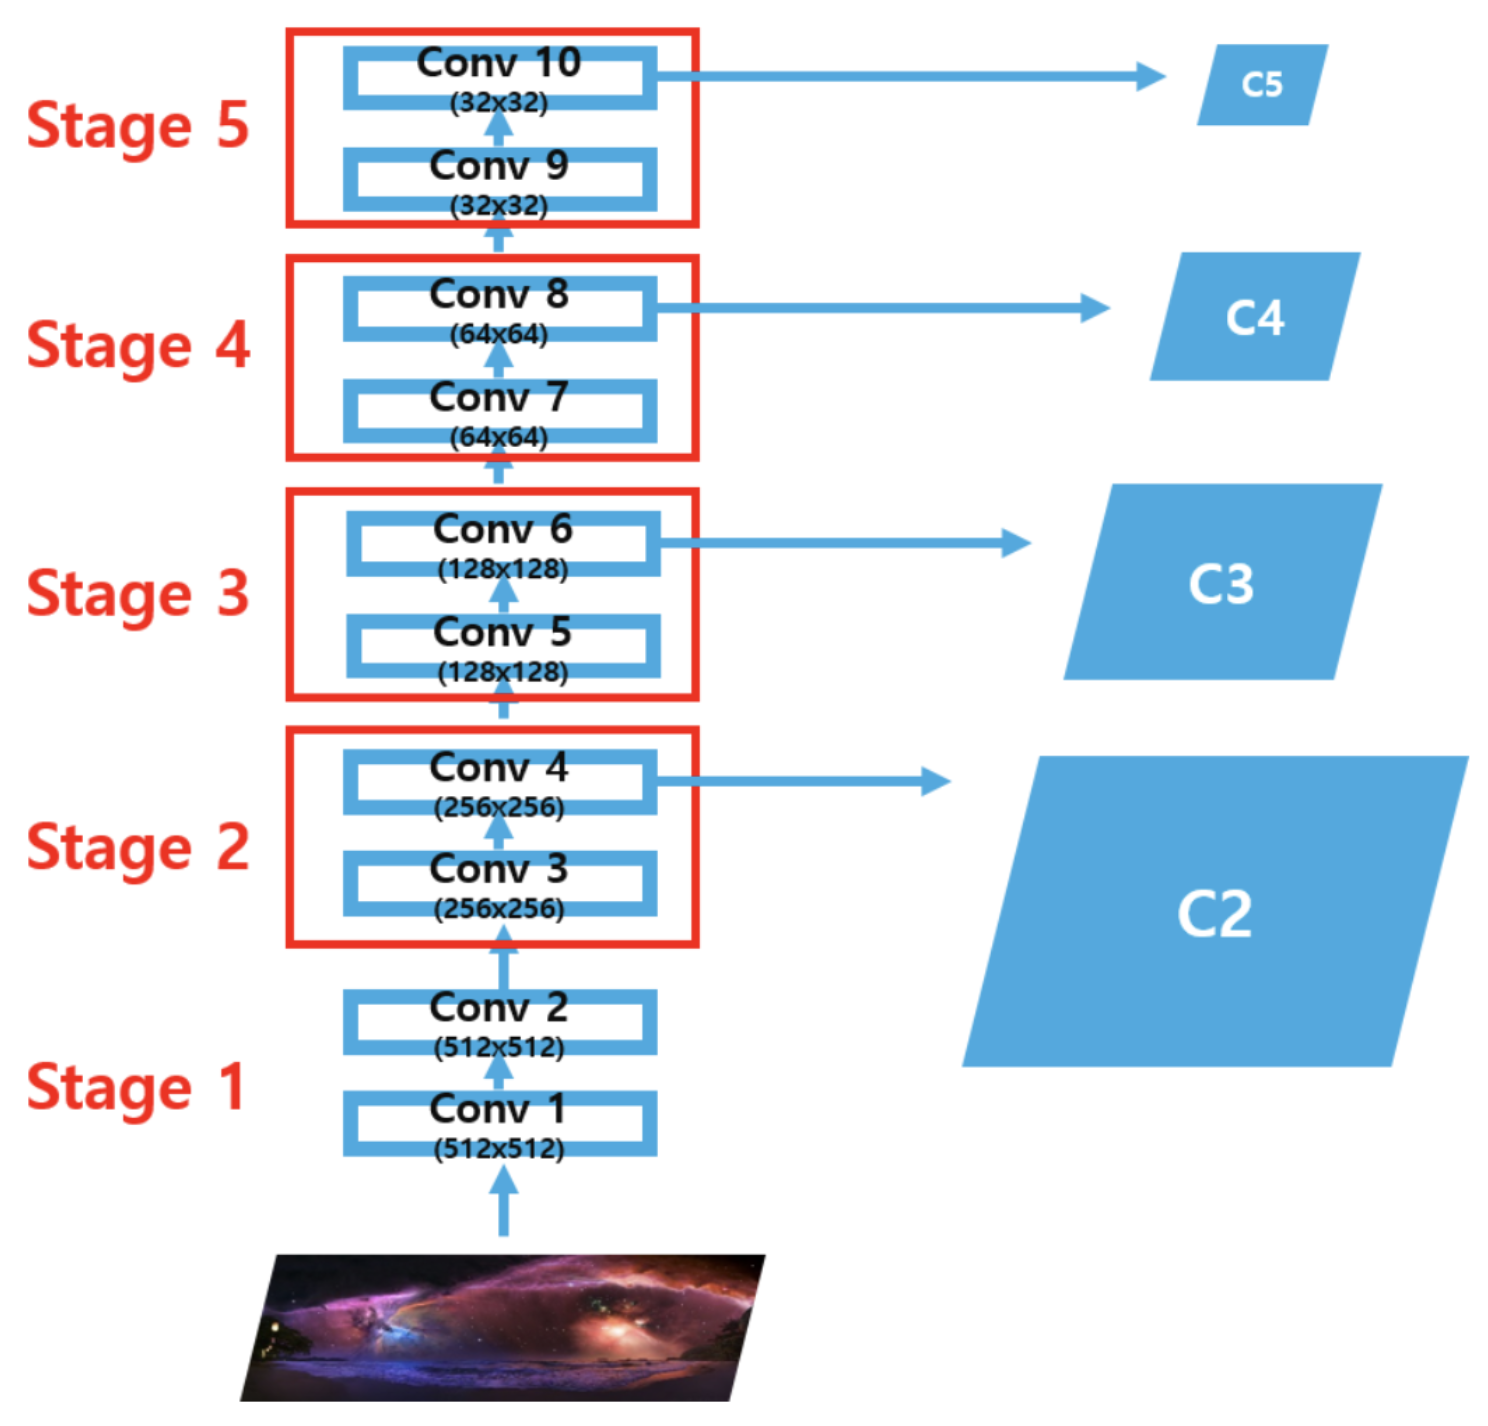 Stage 5
Conv 10
(32x32)
Conv 9
(32x32)
C5
Stage 4
Conv 8
(64x64)
Conv 7
(64x64)
C4
Stage 3
Conv 6
(128x128)
Conv 5
(128x128)
C3
Stage 2
Conv 4
(256x256)
Conv 3
(256x256)
C2
Stage 1
Conv 2
(512x512)
Conv 1
(512x512)